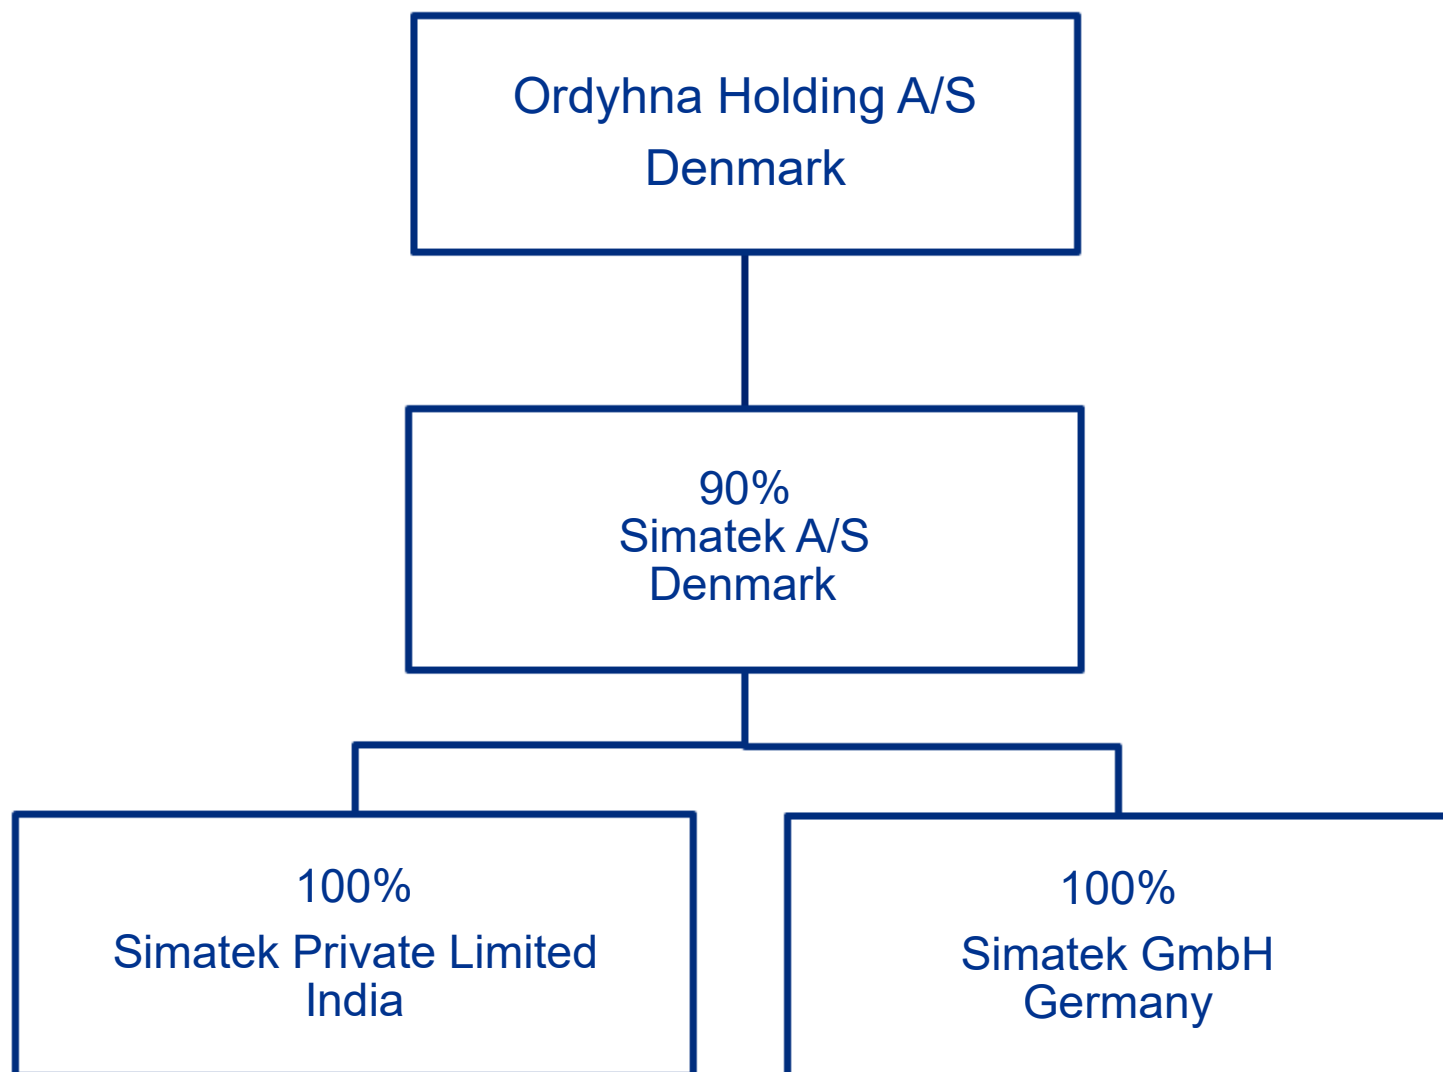 Ordyhna Holding A/S
Denmark
90%
Simatek A/S
Denmark
100%
Simatek Private Limited
India
100%
Simatek GmbH
Germany